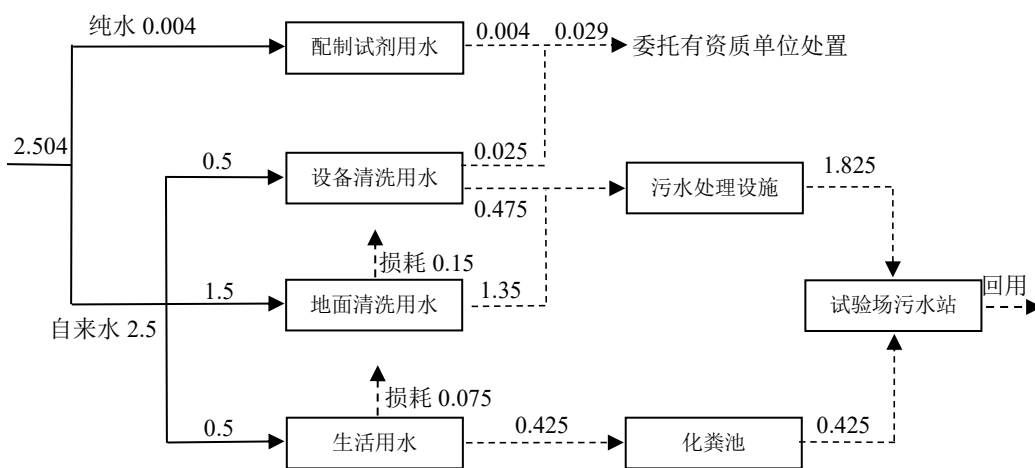 纯水 0.004
配制试剂用水
0.004
0.029
委托有资质单位处置
2.504
0.5
设备清洗用水
0.025
0.475
污水处理设施
1.825
损耗 0.15
自来水 2.5
1.5
地面清洗用水
1.35
试验场污水站
回用
损耗 0.075
0.5
生活用水
0.425
化粪池
0.425